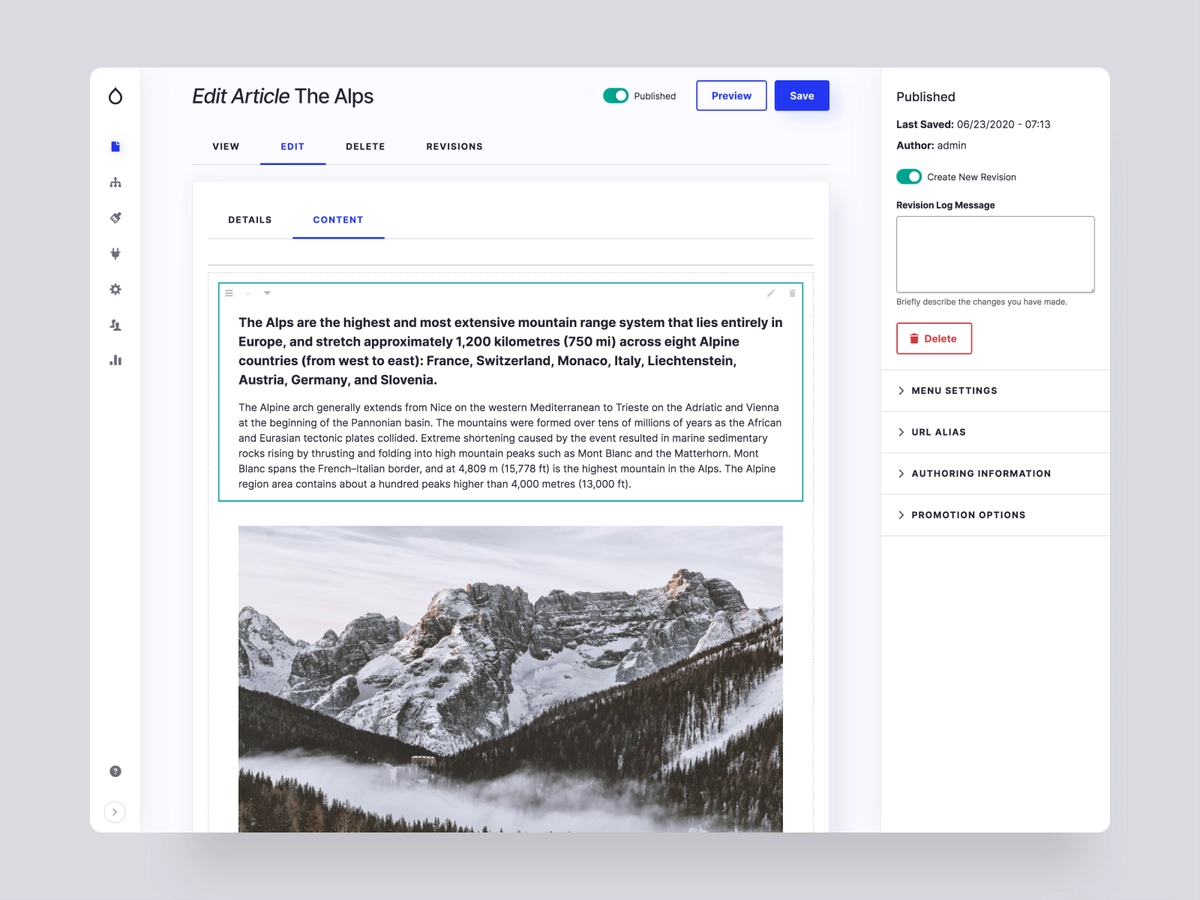 Edit Article The Alps
Published
Preview
Save
VIEW
EDIT
DELETE
REVISIONS
DETAILS
CONTENT
The Alps are the highest and most extensive mountain range system that lies entirely in
Europe, and stretch approximately 1,200 kilometres (750 mi) across eight Alpine
countries (from west to east): France, Switzerland, Monaco, Italy, Liechtenstein,
Austria, Germany, and Slovenia.
The Alpine arch generally extends from Nice on the western Mediterranean to Trieste on the Adriatic and Vienna
at the beginning of the Pannonian basin. The mountains were formed over tens of millions of years as the African
and Eurasian tectonic plates collided. Extreme shortening caused by the event resulted in marine sedimentary
rocks rising by thrusting and folding into high mountain peaks such as Mont Blanc and the Matterhorn. Mont
Blanc spans the French–Italian border, and at 4,809 m (15,778 ft) is the highest mountain in the Alps. The Alpine
region area contains about a hundred peaks higher than 4,000 metres (13,000 ft).
Published
Last Saved: 06/23/2020 - 07:13
Author: admin
Create New Revision
Revision Log Message
Briefly describe the changes you have made.
Delete
MENU SETTINGS
URL ALIAS
AUTHORING INFORMATION
PROMOTION OPTIONS